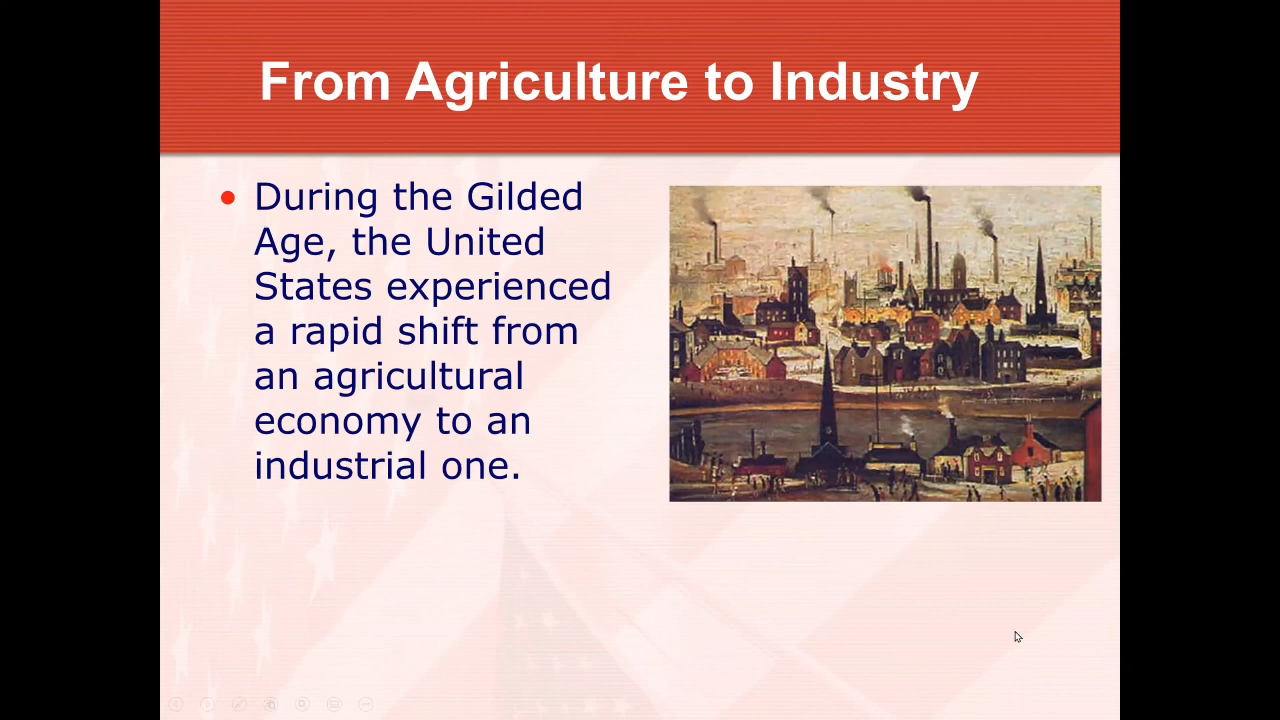 From Agriculture to Industry
• During the Gilded
Age, the United
States experienced
a rapid shift from
an agricultural
economy to an
industrial one.